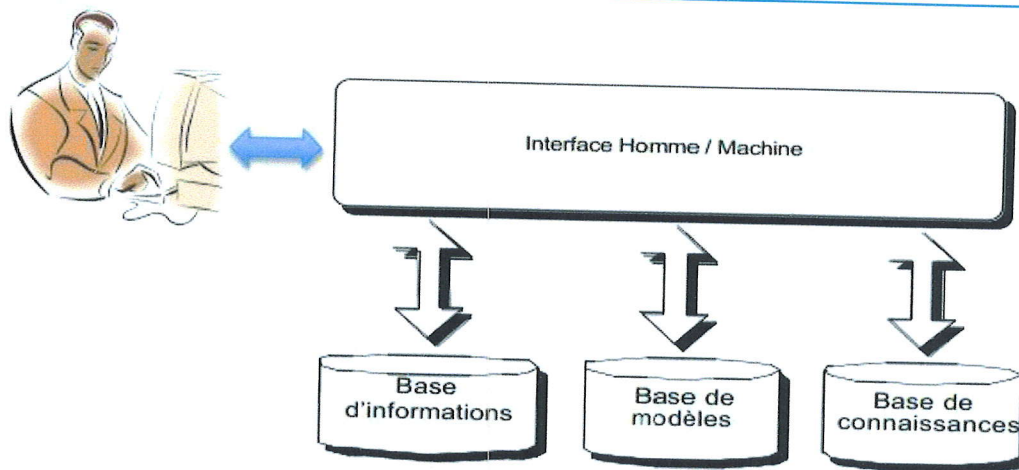 Interface Homme / Machine
Base
d'informations
Base de
modèles
Base de
connaissances